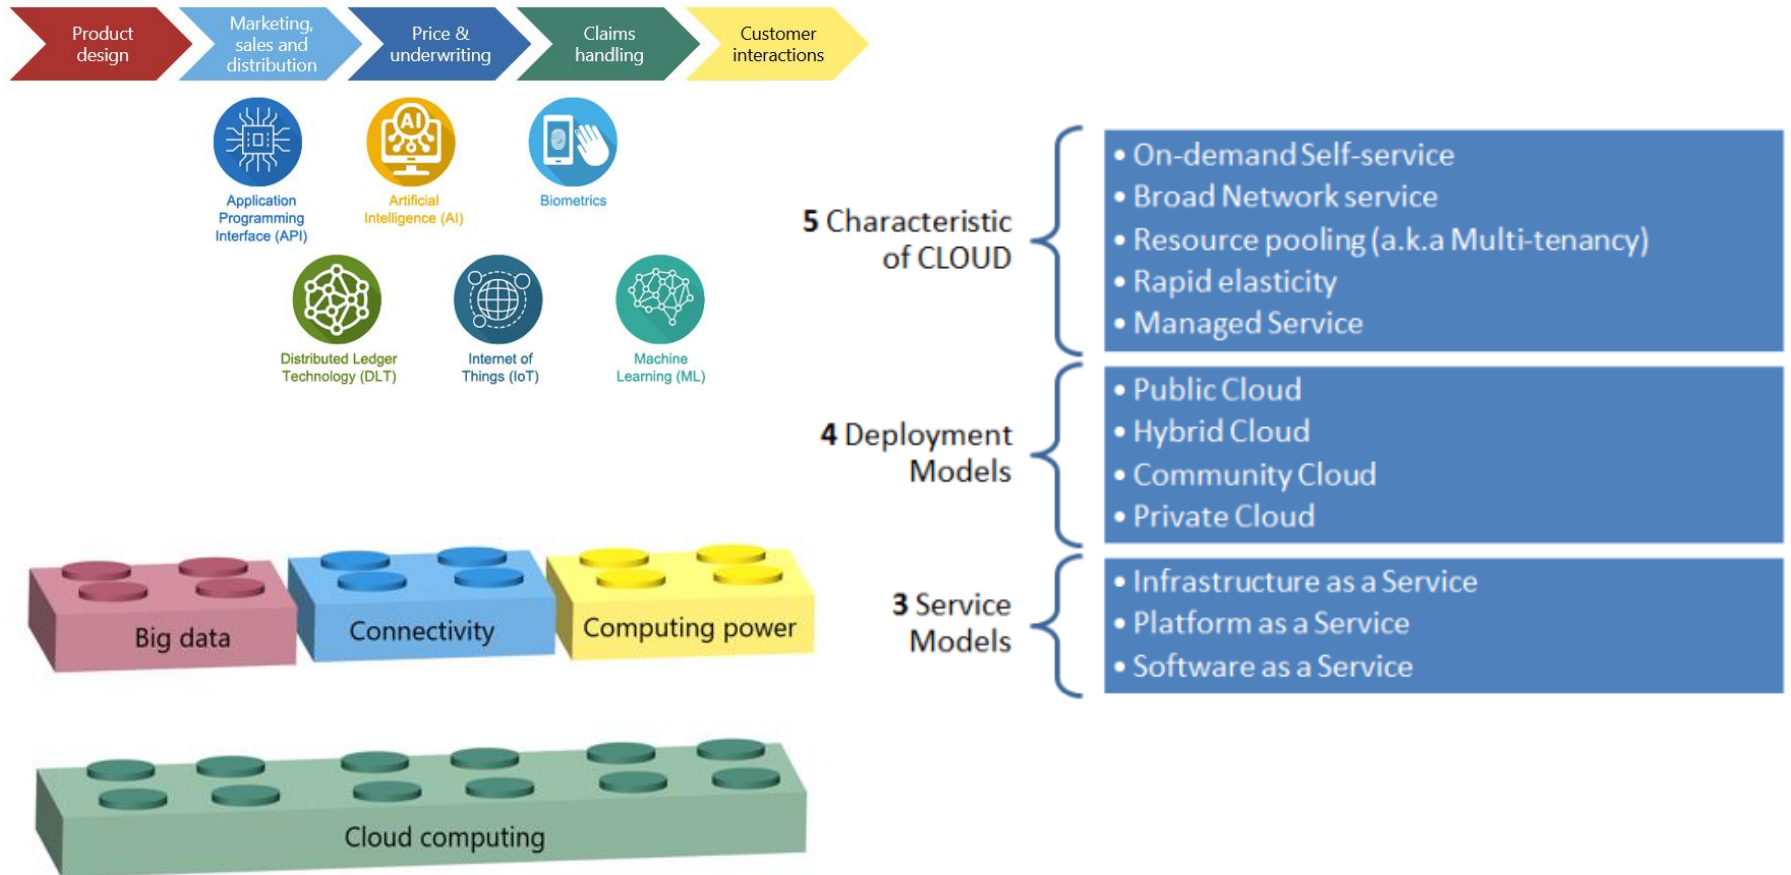 Product
design
Marketing,
sales and
distribution
Price &
underwriting
Claims
handling
Customer
interactions
Application
Programming
Interface (API)
AI
Artificial
Intelligence (AI)
Biometrics
Distributed Ledger
Technology (DLT)
Internet of
Things (IoT)
Machine
Learning (ML)
Big data
Connectivity
Computing power
Cloud computing
5 Characteristic
of CLOUD
• On-demand Self-service
• Broad Network service
• Resource pooling (a.k.a Multi-tenancy)
• Rapid elasticity
• Managed Service
4 Deployment
Models
• Public Cloud
• Hybrid Cloud
• Community Cloud
• Private Cloud
3 Service
Models
• Infrastructure as a Service
• Platform as a Service
• Software as a Service